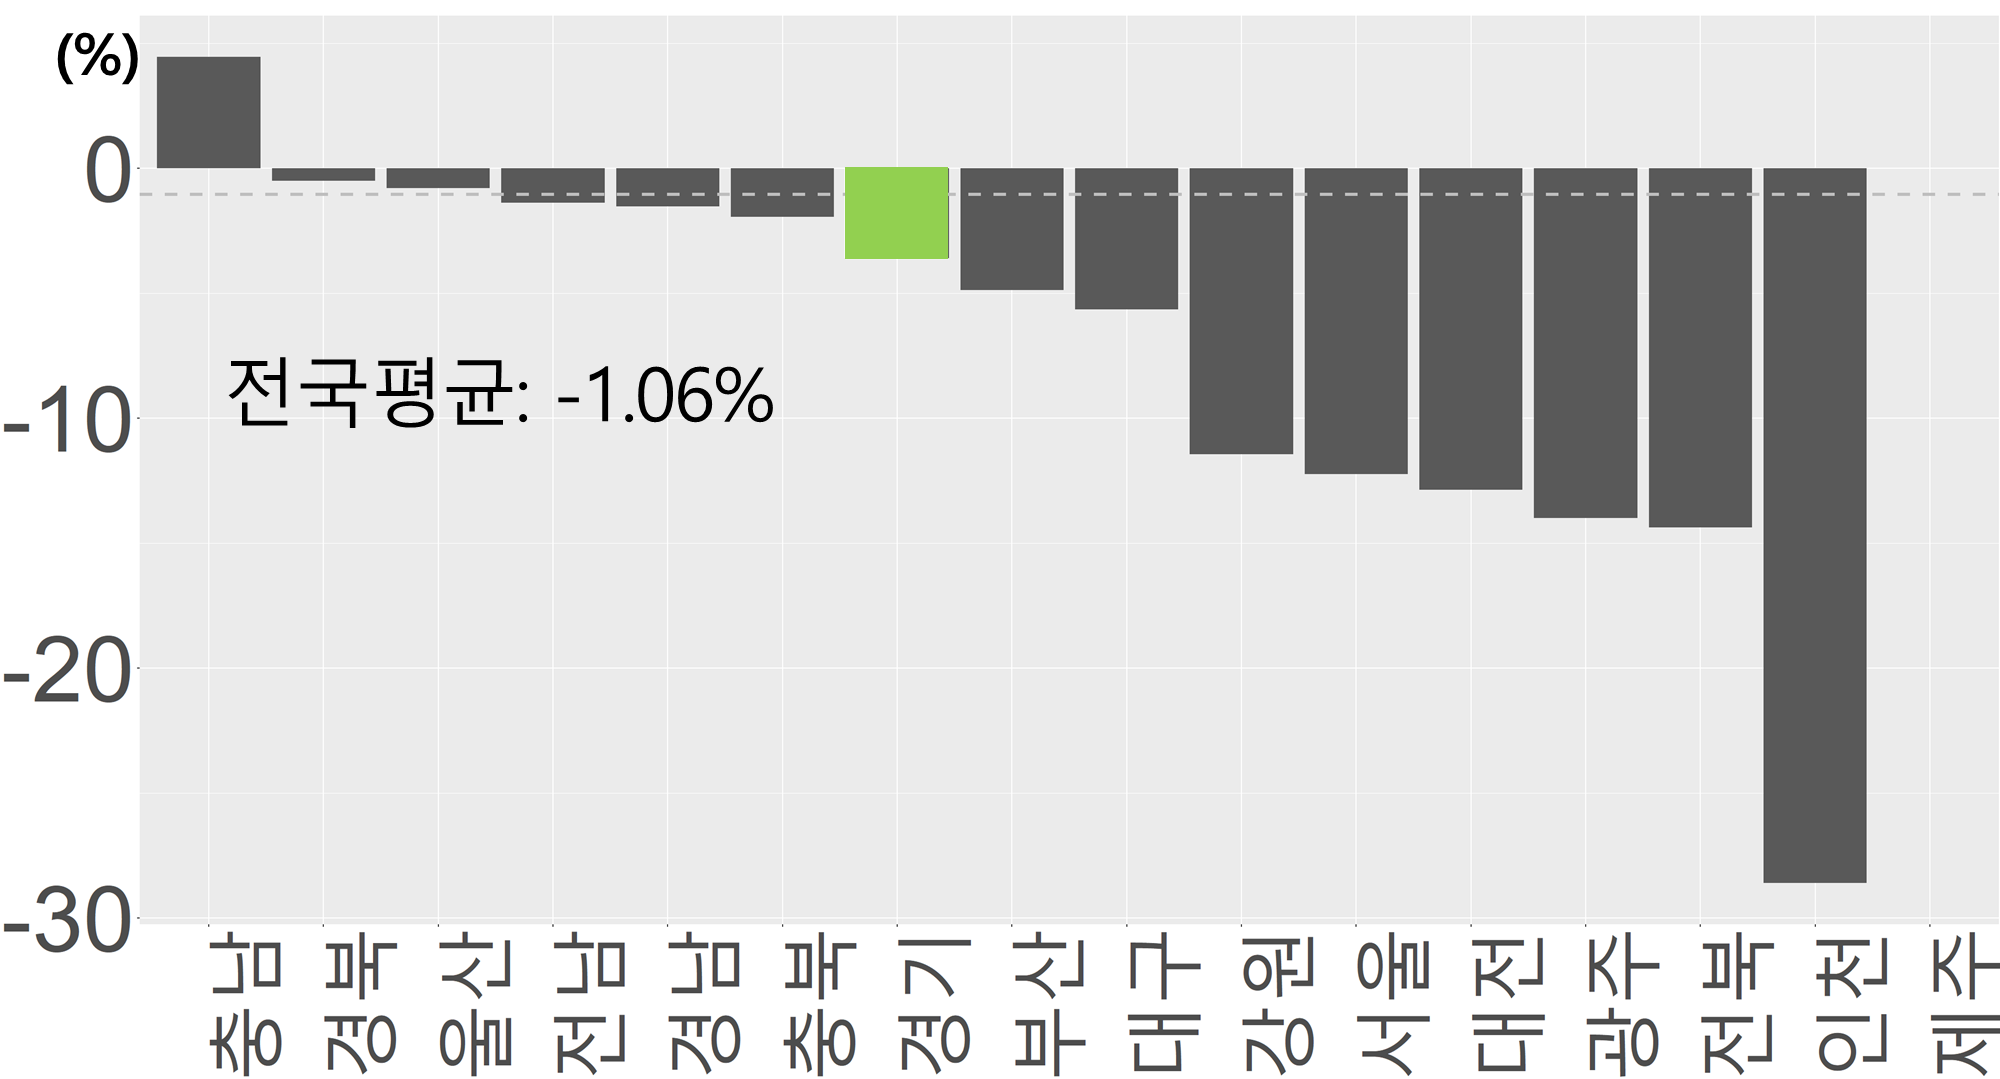 (%)
0
-10
-20
-30
전국평균: -1.06%
충남
경북
울산
전남
경남
충북
경기
부산
대구
강원
서울
대전
광주
전북
인천
제주